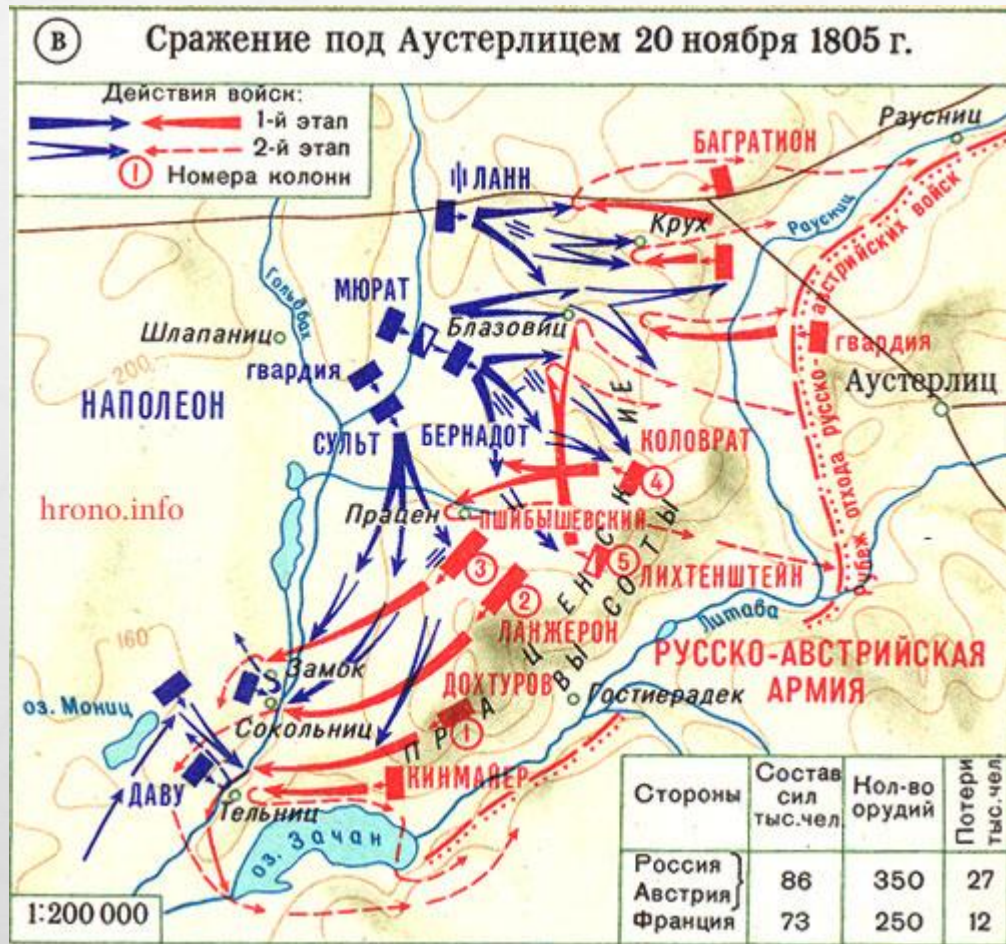 В
Сражение под Аустерлицем 20 ноября 1805 г.
Действия войск:
1-й этап
2-й этап
1 Номера колонн
Раусниц
БАГРАТИОН
ЛАНН
Крух
Раусниц
Гольдбах
МЮРАТ
Блазовиц
Шлапаниц
гвардия
гвардия
200
Аустерлиц
НАПОЛЕОН
СУЛЬТ
БЕРНАДОТ
КОЛОВРАТ
4
рубеж отхода русско-австрийских войск
hrono.info
Працен
ПШИБЫШЕВСКИЙ
3
5
ЛИХТЕНШТЕЙН
2
ЛАНЖЕРОН
ПРАЦЕНСКИЕ
ВЫСОТЫ
Литава
160
Замок
ДОХТУРОВ
РУССКО-АВСТРИЙСКАЯ
АРМИЯ
Гостиерадек
оз. Мониц
Сокольниц
1
КИНМАЙЕР
ДАВУ
Тельниц
оз. Зачан
1:200 000
Стороны
Состав сил тыс.чел.
Кол-во орудий
Потери тыс.чел.
Россия
Австрия 86 350 27
Франция 73 250 12